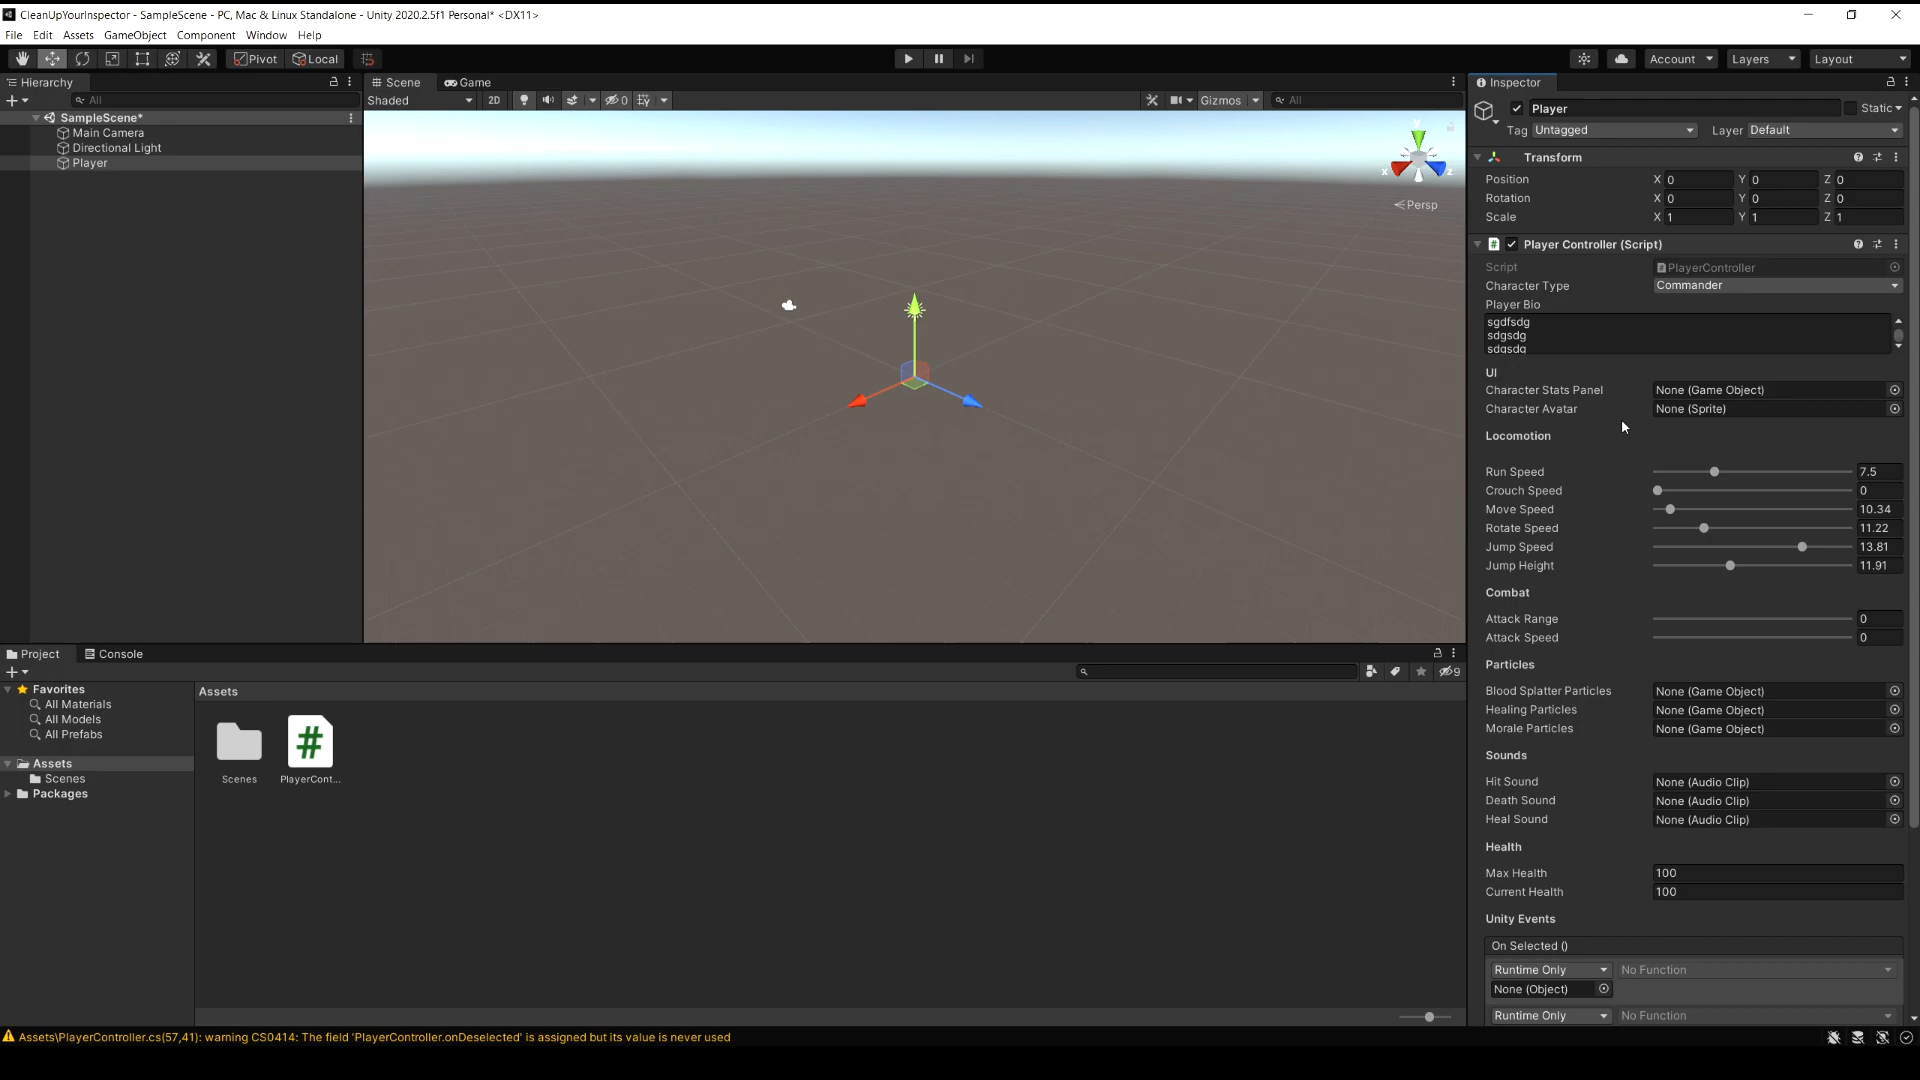 CleanUpYourInspector - SampleScene - PC, Mac & Linux Standalone - Unity 2020.2.5f1 Personal* <DX11>
File Edit Assets GameObject Component Window Help
Pivot Local Account Layers Layout
Hierarchy
All
SampleScene*
Main Camera
Directional Light
Player
Scene Game
Shaded 2D 0 Gizmos All
y
x z
Persp
Inspector
Player Static
Tag Untagged Layer Default
Transform
Position X 0 Y 0 Z 0
Rotation X 0 Y 0 Z 0
Scale X 1 Y 1 Z 1
# Player Controller (Script)
Script PlayerController
Character Type Commander
Player Bio
sgdfsdg
sdgsdg
sdgsdg
UI
Character Stats Panel None (Game Object)
Character Avatar None (Sprite)
Locomotion
Run Speed 7.5
Crouch Speed 0
Move Speed 10.34
Rotate Speed 11.22
Jump Speed 13.81
Jump Height 11.91
Combat
Attack Range 0
Attack Speed 0
Particles
Blood Splatter Particles None (Game Object)
Healing Particles None (Game Object)
Morale Particles None (Game Object)
Sounds
Hit Sound None (Audio Clip)
Death Sound None (Audio Clip)
Heal Sound None (Audio Clip)
Health
Max Health 100
Current Health 100
Unity Events
On Selected ()
Runtime Only No Function
None (Object)
Runtime Only No Function
Project Console
9
Favorites
All Materials
All Models
All Prefabs
Assets
Scenes
Packages
Assets
#
Scenes PlayerCont...
Assets\PlayerController.cs(57,41): warning CS0414: The field 'PlayerController.onDeselected' is assigned but its value is never used